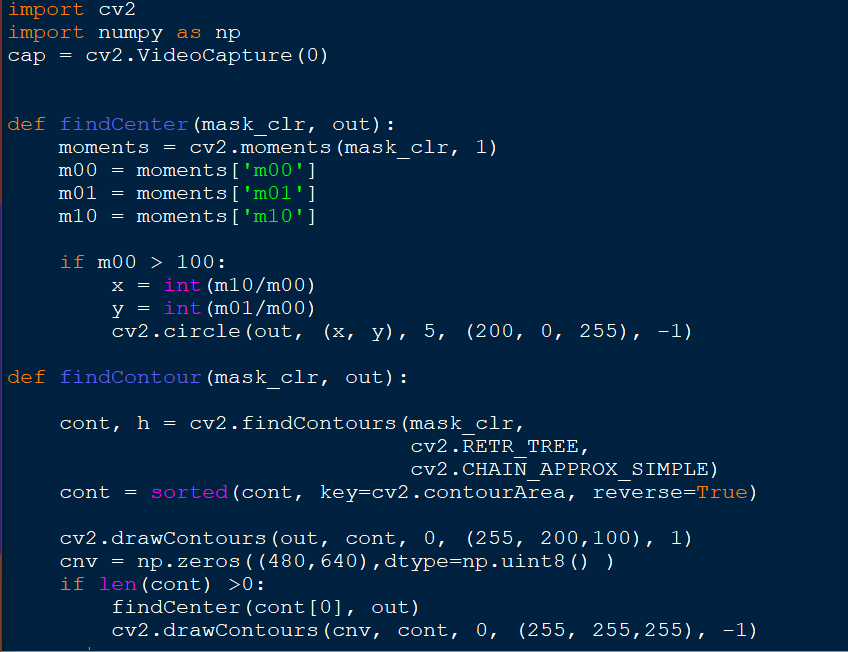 import cv2
import numpy as np
cap = cv2.VideoCapture(0)
def findCenter(mask_clr, out):
moments = cv2.moments(mask_clr, 1)
m00 = moments['m00']
m01 = moments['m01']
m10 = moments['m10']
if m00 > 100:
x = int(m10/m00)
y = int(m01/m00)
cv2.circle(out, (x, y), 5, (200, 0, 255), -1)
def findContour(mask_clr, out):
cont, h = cv2.findContours(mask_clr,
cv2.RETR_TREE,
cv2.CHAIN_APPROX_SIMPLE)
cont = sorted(cont, key=cv2.contourArea, reverse=True)
cv2.drawContours(out, cont, 0, (255, 200,100), 1)
cnv = np.zeros((480,640),dtype=np.uint8() )
if len(cont) >0:
findCenter(cont[0], out)
cv2.drawContours(cnv, cont, 0, (255, 255,255), -1)